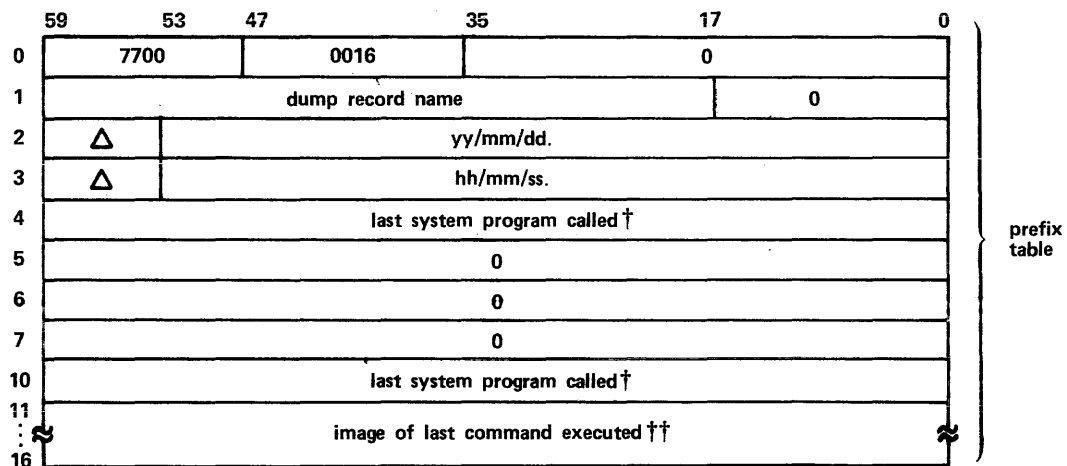 59 53 47 35 17 0
0 7700 0016 0
1 dump record name 0
2 △ yy/mm/dd.
3 △ hh/mm/ss.
4 last system program called †
5 0
6 0
7 0
10 last system program called †
11
image of last command executed ††
16
prefix
table